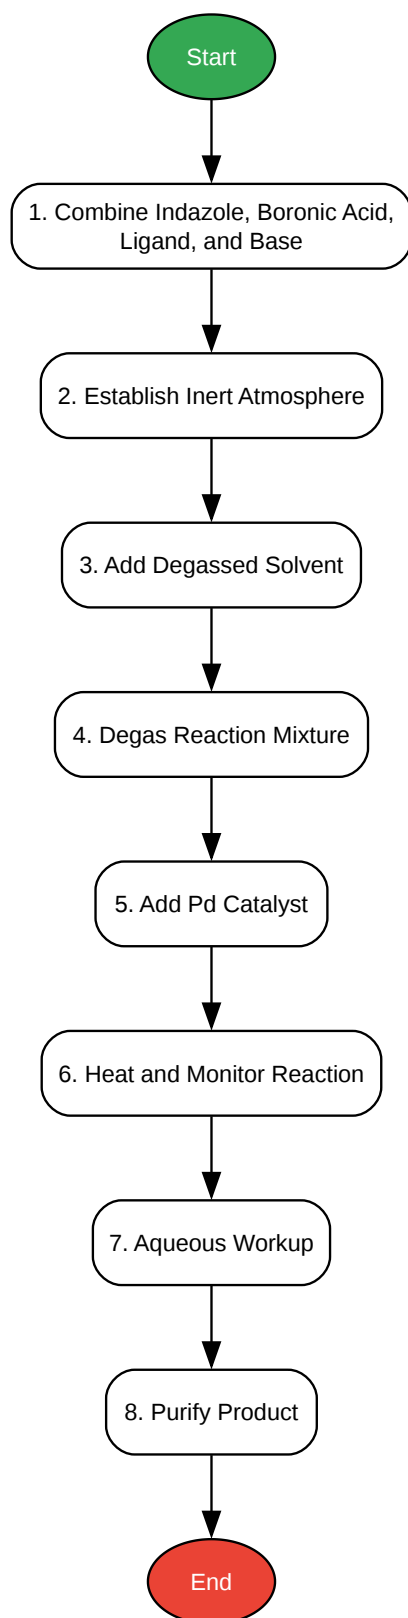 Start
1. Combine Indazole, Boronic Acid,
Ligand, and Base
2. Establish Inert Atmosphere
3. Add Degassed Solvent
4. Degas Reaction Mixture
5. Add Pd Catalyst
6. Heat and Monitor Reaction
7. Aqueous Workup
8. Purify Product
End